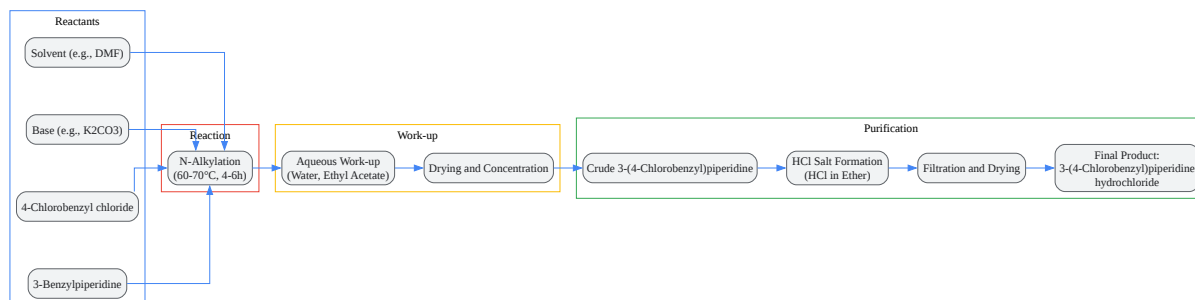 Reactants
Solvent (e.g., DMF)
Base (e.g., K2CO3)
4-Chlorobenzyl chloride
3-Benzylpiperidine
Reaction
N-Alkylation
(60-70°C, 4-6h)
Work-up
Aqueous Work-up
(Water, Ethyl Acetate)
Drying and Concentration
Purification
Crude 3-(4-Chlorobenzyl)piperidine
HCl Salt Formation
(HCl in Ether)
Filtration and Drying
Final Product:
3-(4-Chlorobenzyl)piperidine
hydrochloride